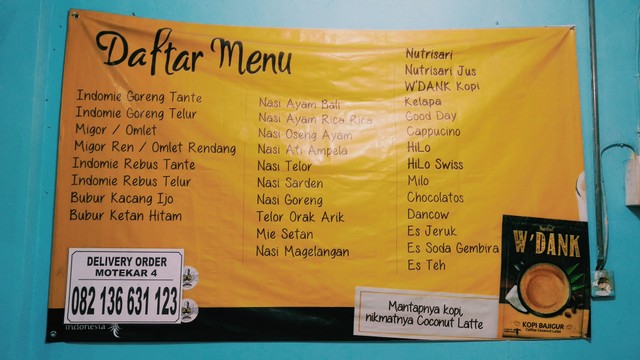 Daftar Menu
Indomie Goreng Tante
Indomie Goreng Telur
Migor / Omlet
Migor Ren / Omlet Rendang
Indomie Rebus Tante
Indomie Rebus Telur
Bubur Kacang Ijo
Bubur Ketan Hitam
Nasi Ayam Bali
Nasi Ayam Rica Rica
Nasi Oseng Ayam
Nasi Ati Ampela
Nasi Telor
Nasi Sarden
Nasi Goreng
Telor Orak Arik
Mie Setan
Nasi Magelangan
Nutrisari
Nutrisari Jus
W'DANK Kopi
Kelapa
Good Day
Cappucino
HiLo
HiLo Swiss
Milo
Chocolatos
Dancow
Es Jeruk
Es Soda Gembira
Es Teh
DELIVERY ORDER
MOTEKAR 4
082 136 631 123
indonesia
Mantapnya kopi,
nikmatnya Coconut Latte
W'DANK
KOPI BAJIGUR